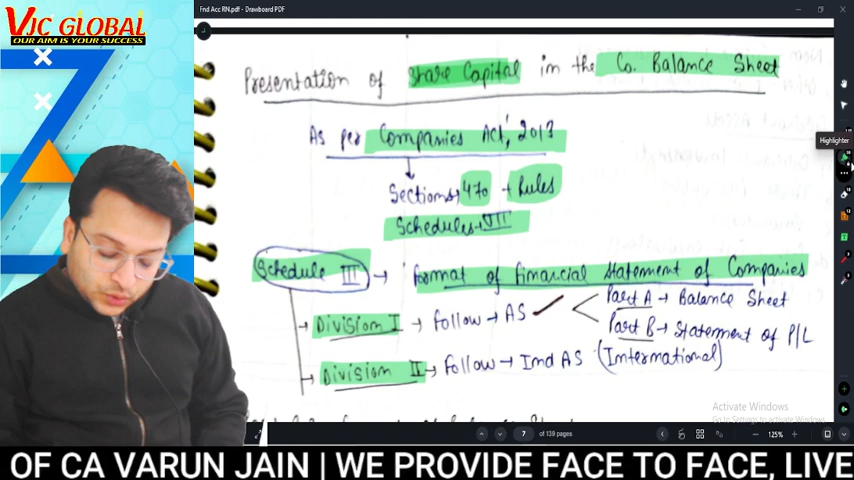 Fnd Acc RN.pdf - Drawboard PDF
VJC GLOBAL
OUR AIM IS YOUR SUCCESS
Presentation of Share Capital in the Co. Balance Sheet
As per Companies Act, 2013
Highlighter
Sections → 470 + Rules
Schedules → VII
Schedule III → Format of Financial Statement of Companies
Part A → Balance Sheet
Division I → Follow → AS
Part B → Statement of P/L
Division II → Follow → Ind AS (International)
Activate Windows
Go to Settings to activate Windows.
7 of 139 pages
125%
OF CA VARUN JAIN | WE PROVIDE FACE TO FACE, LIVE